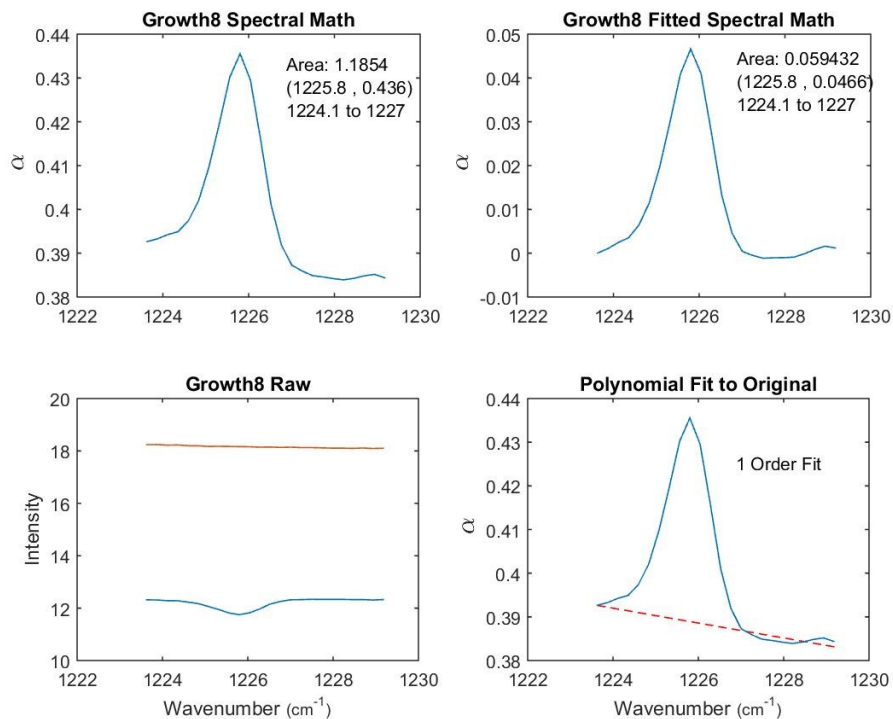 Growth8 Spectral Math
0.44
0.43
0.42
0.41
0.4
0.39
0.38
α
Area: 1.1854
(1225.8 , 0.436)
1224.1 to 1227
1222 1224 1226 1228 1230
Growth8 Fitted Spectral Math
0.05
0.04
0.03
0.02
0.01
0
-0.01
α
Area: 0.059432
(1225.8 , 0.0466)
1224.1 to 1227
1222 1224 1226 1228 1230
Growth8 Raw
20
18
16
14
12
10
Intensity
1222 1224 1226 1228 1230
Wavenumber (cm⁻¹)
Polynomial Fit to Original
0.44
0.43
0.42
0.41
0.4
0.39
0.38
α
1 Order Fit
1222 1224 1226 1228 1230
Wavenumber (cm⁻¹)